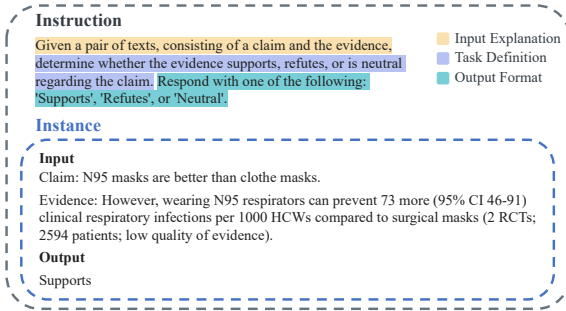 Instruction
Given a pair of texts, consisting of a claim and the evidence,
determine whether the evidence supports, refutes, or is neutral
regarding the claim. Respond with one of the following:
'Supports', 'Refutes', or 'Neutral'.
Input Explanation
Task Definition
Output Format
Instance
Input
Claim: N95 masks are better than clothe masks.
Evidence: However, wearing N95 respirators can prevent 73 more (95% CI 46-91)
clinical respiratory infections per 1000 HCWs compared to surgical masks (2 RCTs;
2594 patients; low quality of evidence).
Output
Supports